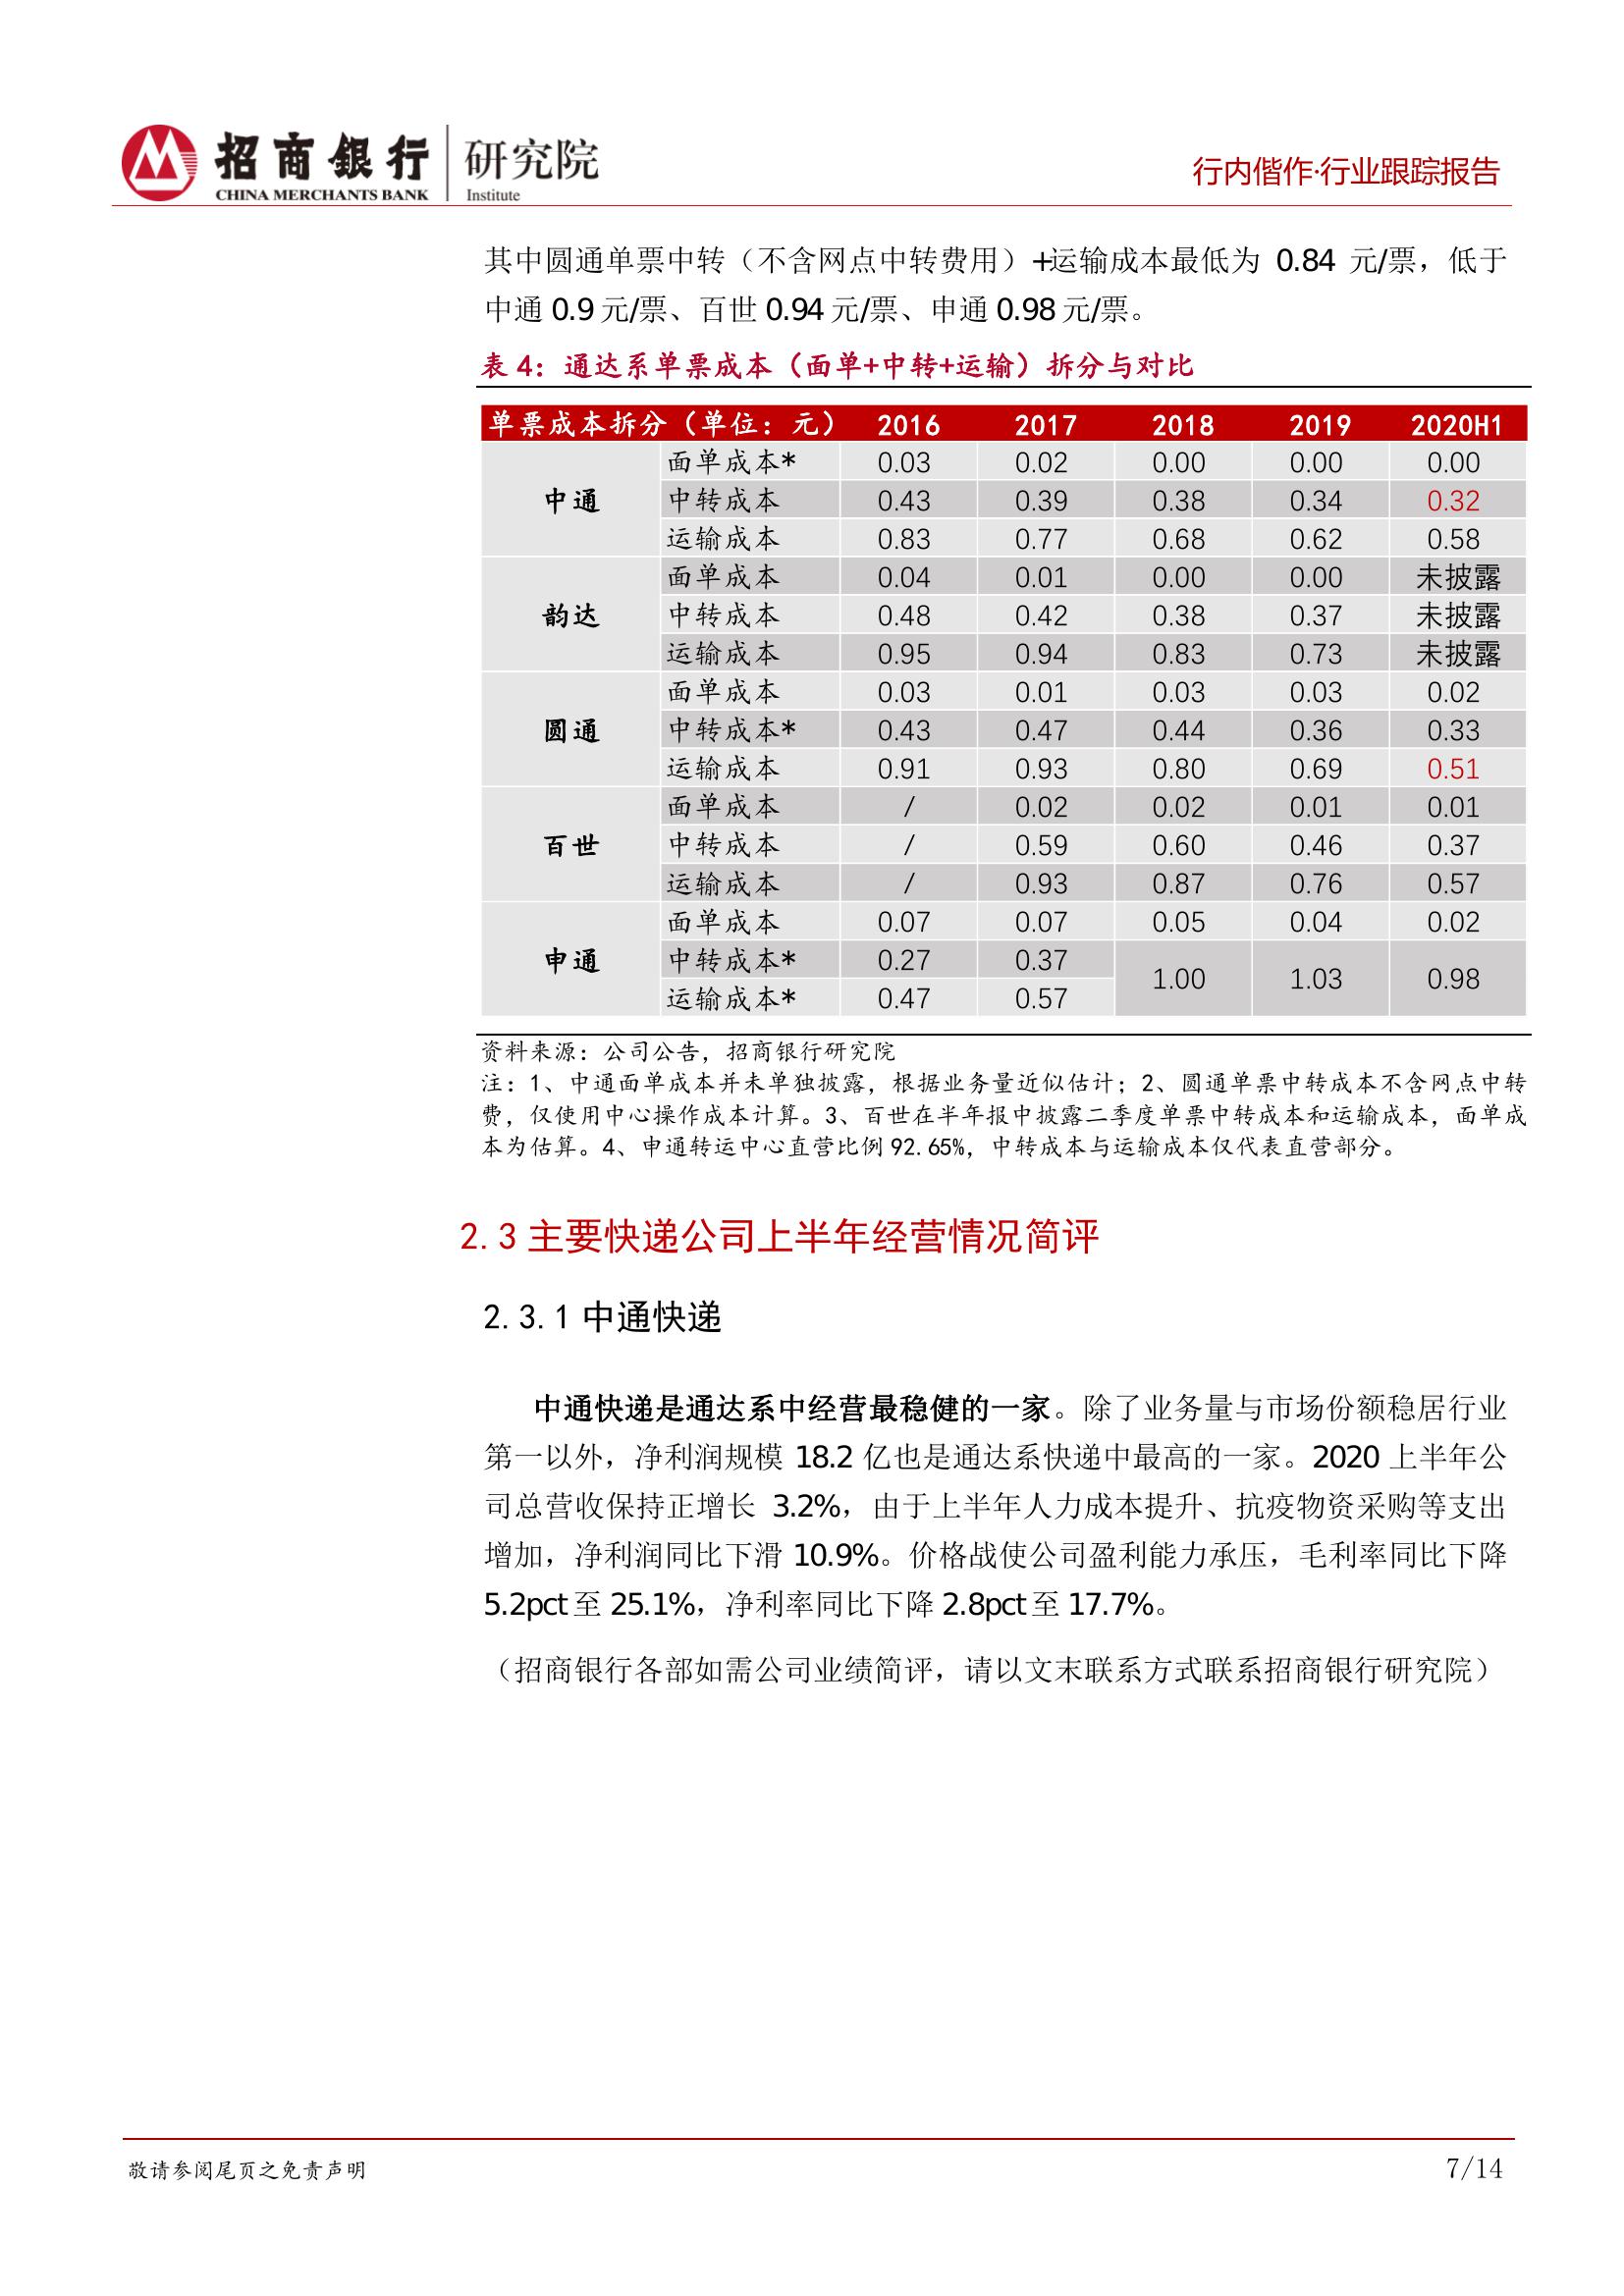 招商銀行 研究院
CHINA MERCHANTS BANK Institute
行内偕作·行业跟踪报告
其中圆通单票中转（不含网点中转费用）+运输成本最低为 0.84 元/票，低于
中通 0.9 元/票、百世 0.94 元/票、申通 0.98 元/票。
表 4：通达系单票成本（面单+中转+运输）拆分与对比
单票成本拆分（单位：元） 2016 2017 2018 2019 2020H1
中通 面单成本* 0.03 0.02 0.00 0.00 0.00
中转成本 0.43 0.39 0.38 0.34 0.32
运输成本 0.83 0.77 0.68 0.62 0.58
韵达 面单成本 0.04 0.01 0.00 0.00 未披露
中转成本 0.48 0.42 0.38 0.37 未披露
运输成本 0.95 0.94 0.83 0.73 未披露
圆通 面单成本 0.03 0.01 0.03 0.03 0.02
中转成本* 0.43 0.47 0.44 0.36 0.33
运输成本 0.91 0.93 0.80 0.69 0.51
百世 面单成本 / 0.02 0.02 0.01 0.01
中转成本 / 0.59 0.60 0.46 0.37
运输成本 / 0.93 0.87 0.76 0.57
申通 面单成本 0.07 0.07 0.05 0.04 0.02
中转成本* 0.27 0.37 1.00 1.03 0.98
运输成本* 0.47 0.57
资料来源：公司公告，招商银行研究院
注：1、中通面单成本并未单独披露，根据业务量近似估计；2、圆通单票中转成本不含网点中转
费，仅使用中心操作成本计算。3、百世在半年报中披露二季度单票中转成本和运输成本，面单成
本为估算。4、申通转运中心直营比例 92.65%，中转成本与运输成本仅代表直营部分。
2.3 主要快递公司上半年经营情况简评
2.3.1 中通快递
中通快递是通达系中经营最稳健的一家。除了业务量与市场份额稳居行业
第一以外，净利润规模 18.2 亿也是通达系快递中最高的一家。2020 上半年公
司总营收保持正增长 3.2%，由于上半年人力成本提升、抗疫物资采购等支出
增加，净利润同比下滑 10.9%。价格战使公司盈利能力承压，毛利率同比下降
5.2pct 至 25.1%，净利率同比下降 2.8pct 至 17.7%。
（招商银行各部如需公司业绩简评，请以文末联系方式联系招商银行研究院）
敬请参阅尾页之免责声明
7/14